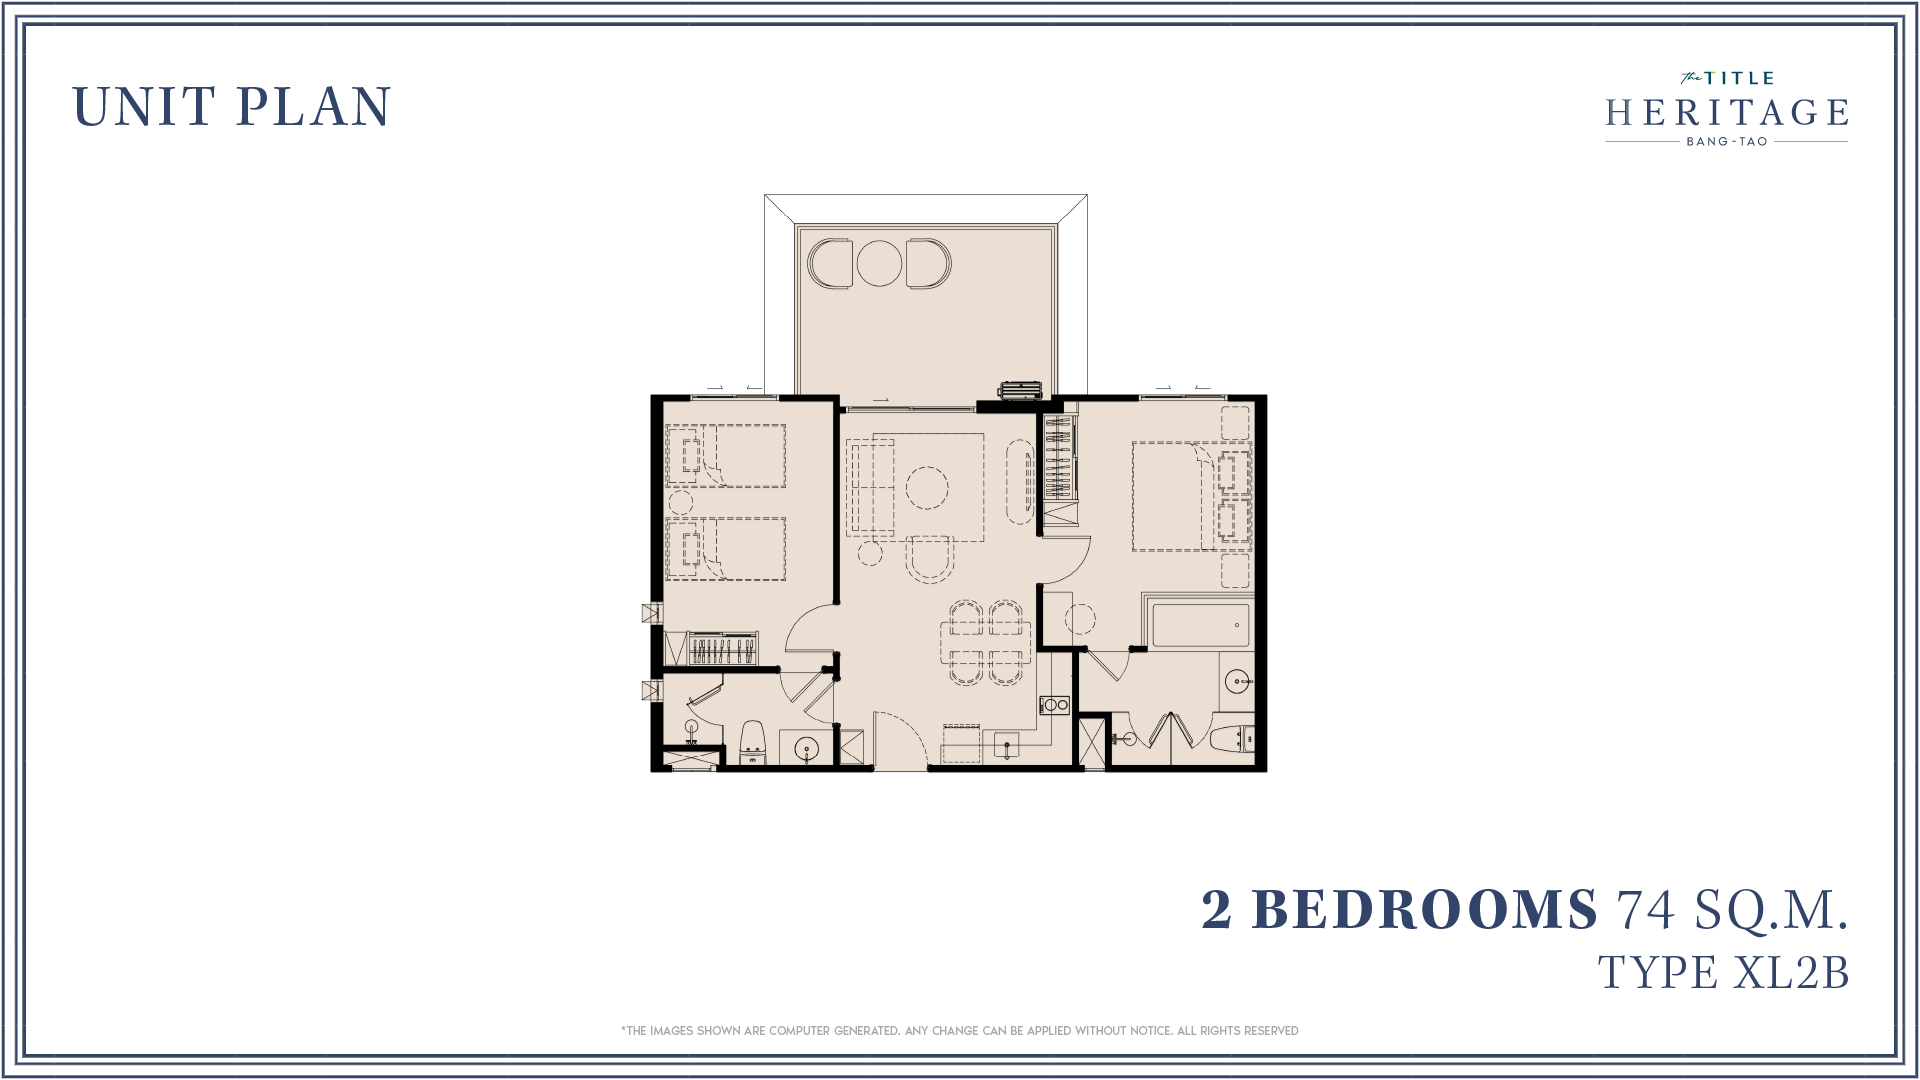 UNIT PLAN
the TITLE
HERITAGE
BANG-TAO
2 BEDROOMS 74 SQ.M.
TYPE XL2B
*THE IMAGES SHOWN ARE COMPUTER GENERATED. ANY CHANGE CAN BE APPLIED WITHOUT NOTICE. ALL RIGHTS RESERVED